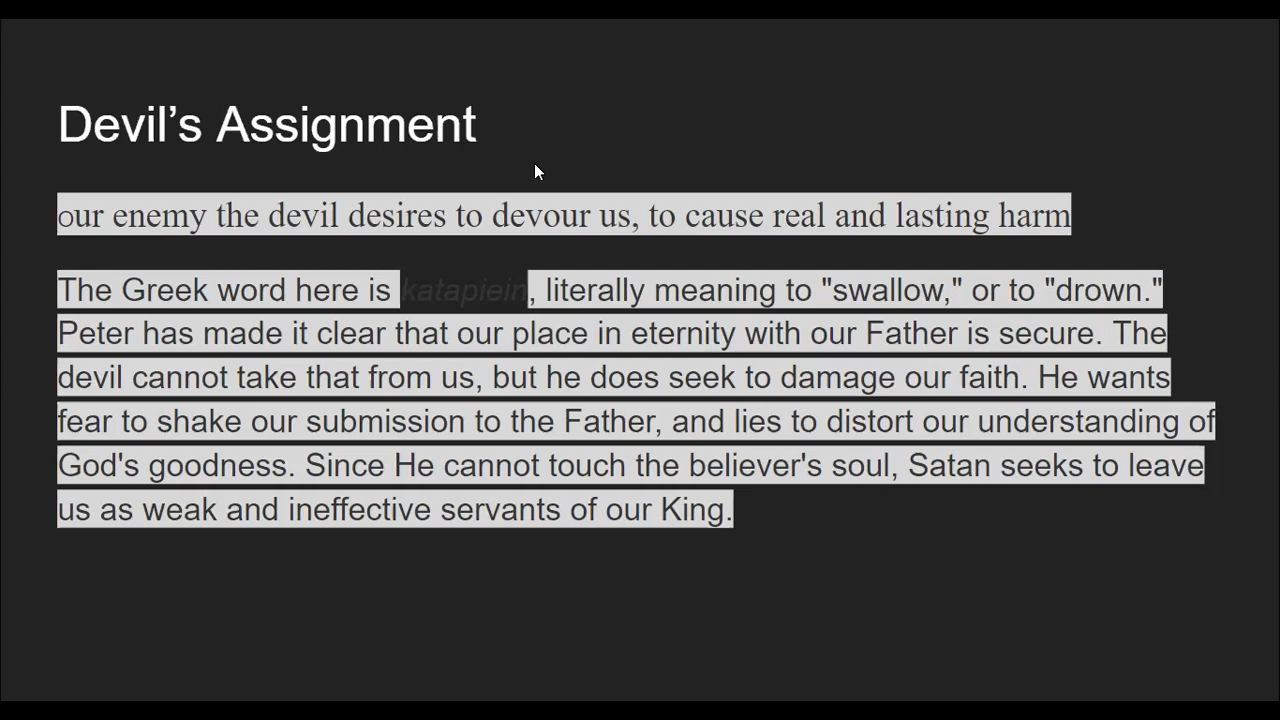 Devil’s Assignment
our enemy the devil desires to devour us, to cause real and lasting harm
The Greek word here is katapiein, literally meaning to "swallow," or to "drown."
Peter has made it clear that our place in eternity with our Father is secure. The
devil cannot take that from us, but he does seek to damage our faith. He wants
fear to shake our submission to the Father, and lies to distort our understanding of
God's goodness. Since He cannot touch the believer's soul, Satan seeks to leave
us as weak and ineffective servants of our King.